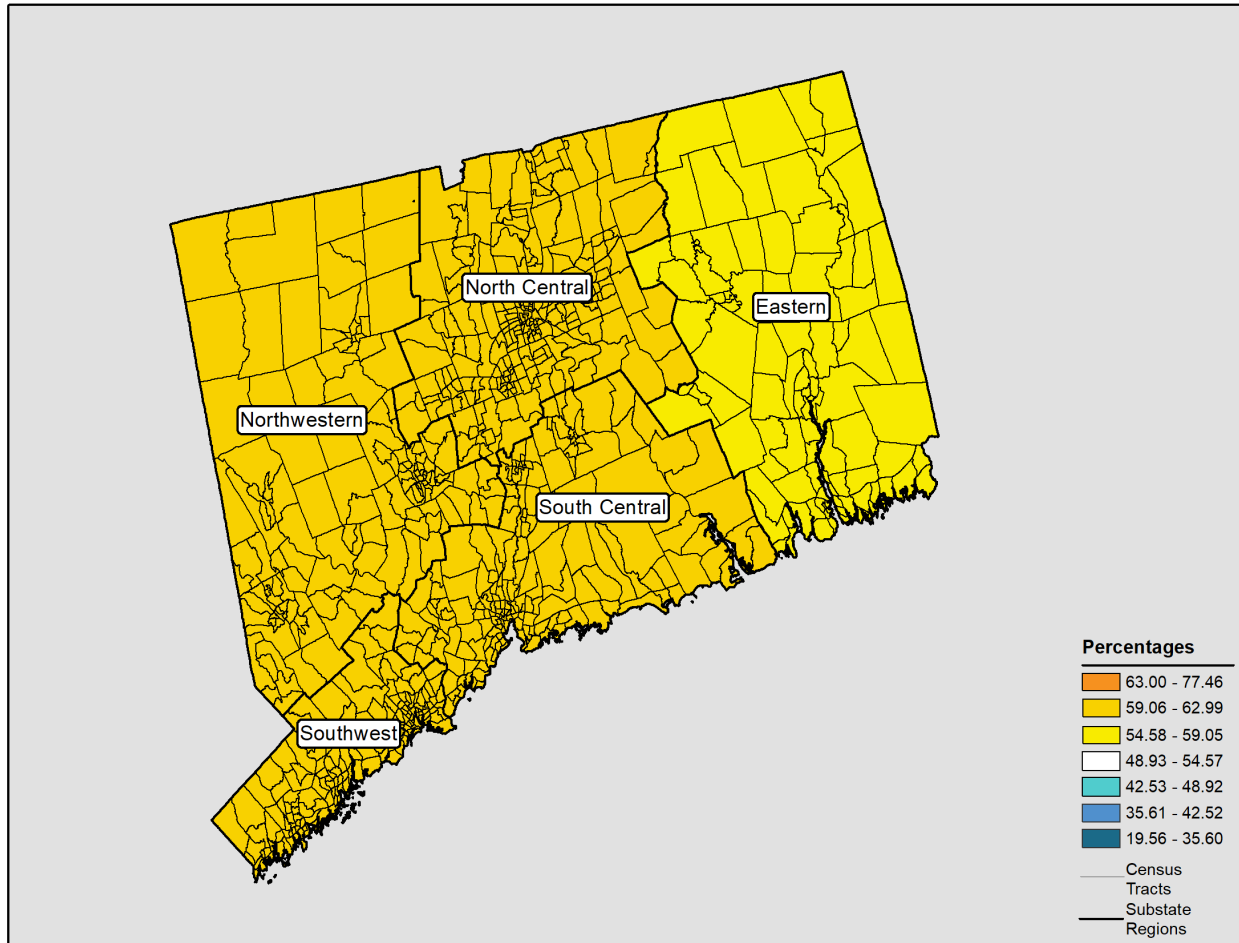 North Central
Eastern
Northwestern
South Central
Southwest
Percentages
63.00 - 77.46
59.06 - 62.99
54.58 - 59.05
48.93 - 54.57
42.53 - 48.92
35.61 - 42.52
19.56 - 35.60
Census
Tracts
Substate
Regions